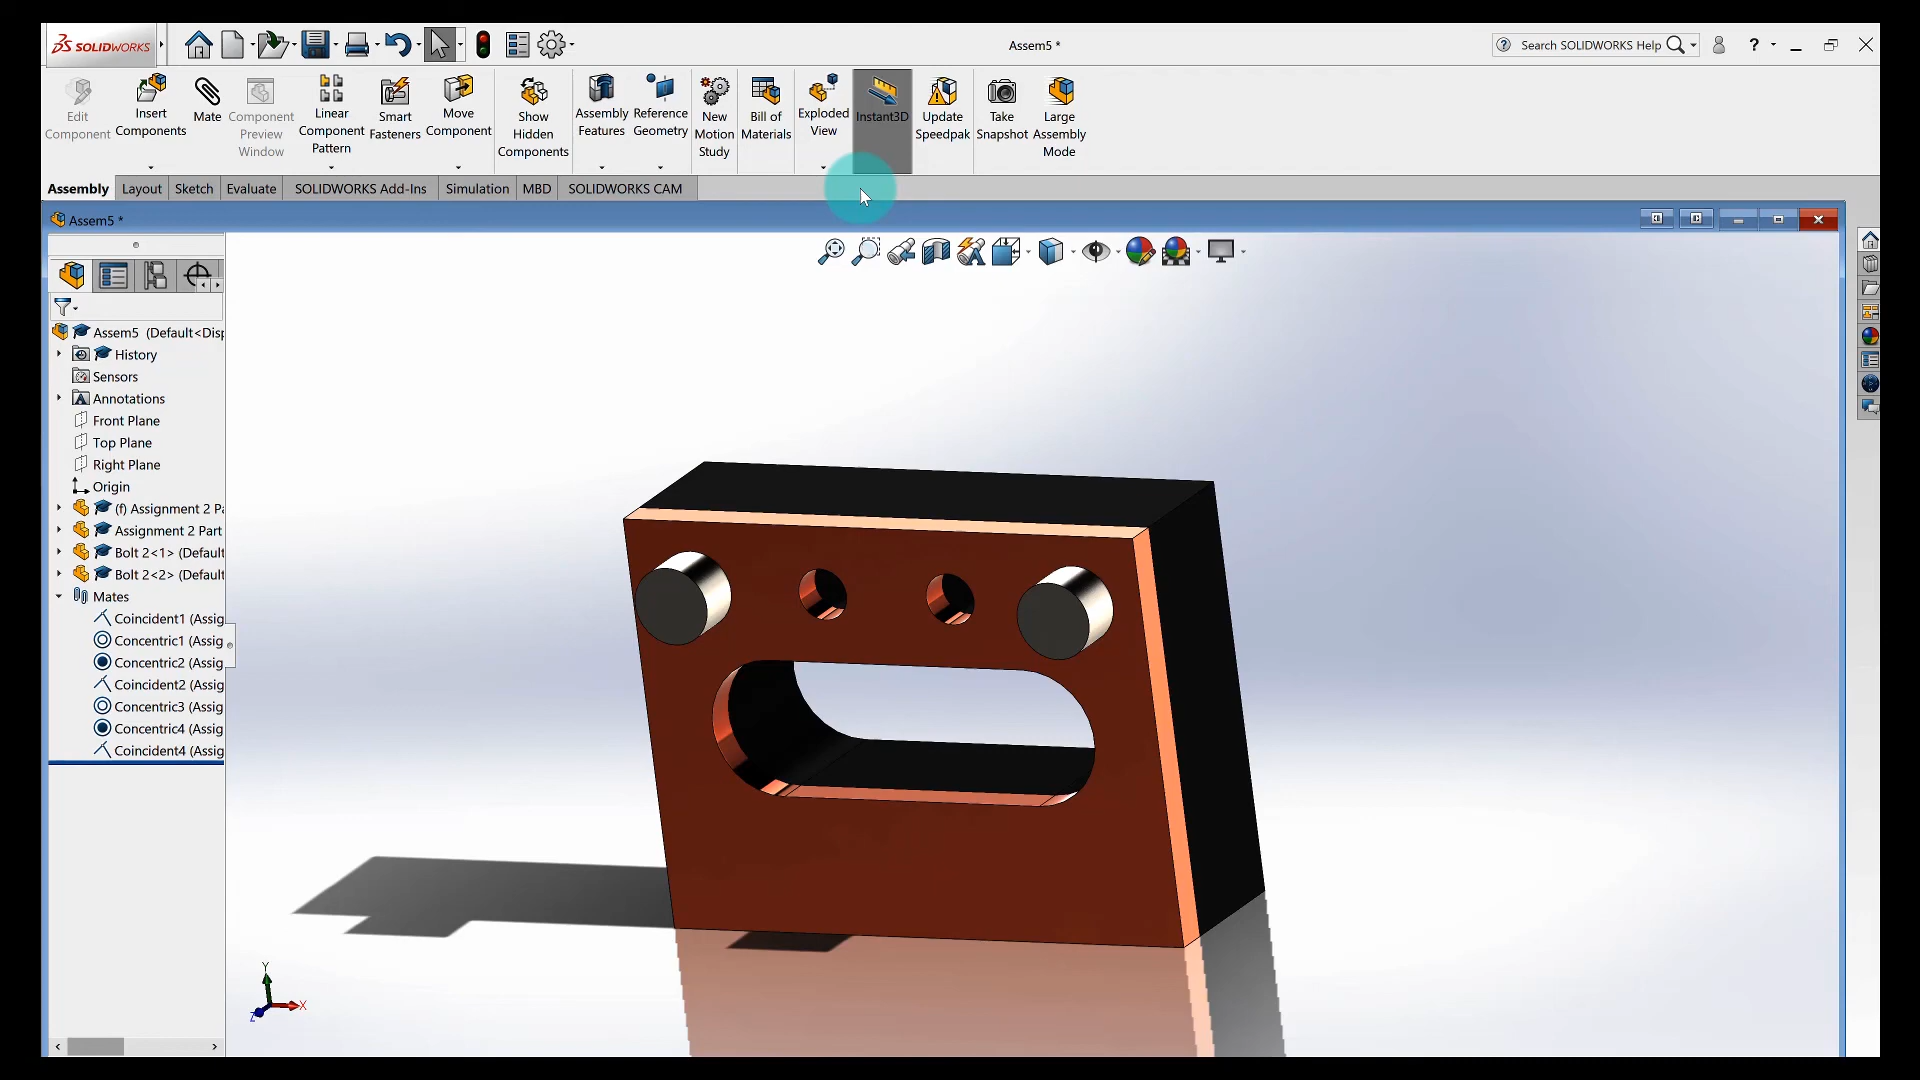 SOLIDWORKS
Assem5 *
Search SOLIDWORKS Help
?
Edit Component
Insert Components
Mate
Component Preview Window
Linear Component Pattern
Smart Fasteners
Move Component
Show Hidden Components
Assembly Features
Reference Geometry
New Motion Study
Bill of Materials
Exploded View
Instant3D
Update Speedpak
Take Snapshot
Large Assembly Mode
Assembly
Layout
Sketch
Evaluate
SOLIDWORKS Add-Ins
Simulation
MBD
SOLIDWORKS CAM
Assem5 *
Assem5 (Default<Disp
History
Sensors
Annotations
Front Plane
Top Plane
Right Plane
Origin
(f) Assignment 2 Pa
Assignment 2 Part
Bolt 2<1> (Default
Bolt 2<2> (Default
Mates
Coincident1 (Assig
Concentric1 (Assig
Concentric2 (Assig
Coincident2 (Assig
Concentric3 (Assig
Concentric4 (Assig
Coincident4 (Assig
Y
X
Z